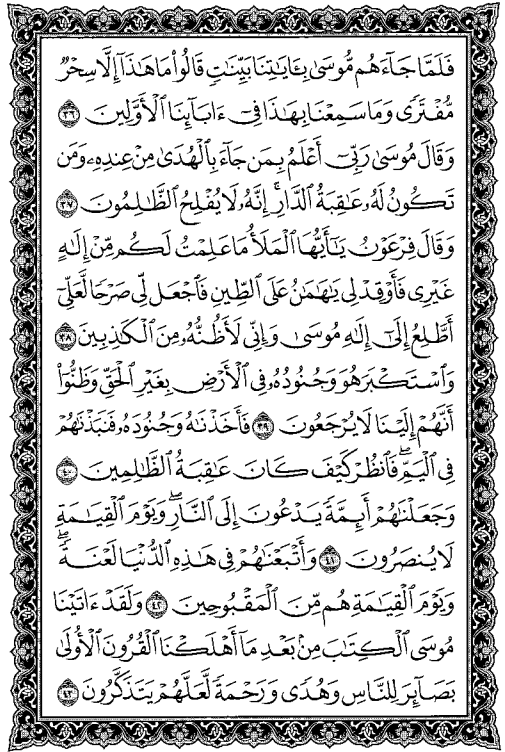 فَلَمَّا جَآءَهُم مُّوسَىٰ بِـَٔايَـٰتِنَا بَيِّنَـٰتٍ قَالُوا۟ مَا هَـٰذَآ إِلَّا سِحْرٌ
مُّفْتَرًى وَمَا سَمِعْنَا بِهَـٰذَا فِىٓ ءَابَآئِنَا ٱلْأَوَّلِينَ ٣٦
وَقَالَ مُوسَىٰ رَبِّىٓ أَعْلَمُ بِمَن جَآءَ بِٱلْهُدَىٰ مِنْ عِندِهِۦ وَمَن
تَكُونُ لَهُۥ عَـٰقِبَةُ ٱلدَّارِ ۖ إِنَّهُۥ لَا يُفْلِحُ ٱلظَّـٰلِمُونَ ٣٧
وَقَالَ فِرْعَوْنُ يَـٰٓأَيُّهَا ٱلْمَلَأُ مَا عَلِمْتُ لَكُم مِّنْ إِلَـٰهٍ
غَيْرِى فَأَوْقِدْ لِى يَـٰهَـٰمَـٰنُ عَلَى ٱلطِّينِ فَٱجْعَل لِّى صَرْحًا لَّعَلِّىٓ
أَطَّلِعُ إِلَىٰٓ إِلَـٰهِ مُوسَىٰ وَإِنِّى لَأَظُنُّهُۥ مِنَ ٱلْكَـٰذِبِينَ ٣٨
وَٱسْتَكْبَرَ هُوَ وَجُنُودُهُۥ فِى ٱلْأَرْضِ بِغَيْرِ ٱلْحَقِّ وَظَنُّوٓا۟
أَنَّهُمْ إِلَيْنَا لَا يُرْجَعُونَ ٣٩ فَأَخَذْنَـٰهُ وَجُنُودَهُۥ فَنَبَذْنَـٰهُمْ
فِى ٱلْيَمِّ ۖ فَٱنظُرْ كَيْفَ كَانَ عَـٰقِبَةُ ٱلظَّـٰلِمِينَ ٤٠
وَجَعَلْنَـٰهُمْ أَئِمَّةً يَدْعُونَ إِلَى ٱلنَّارِ ۖ وَيَوْمَ ٱلْقِيَـٰمَةِ
لَا يُنصَرُونَ ٤١ وَأَتْبَعْنَـٰهُمْ فِى هَـٰذِهِ ٱلدُّنْيَا لَعْنَةً ۖ
وَيَوْمَ ٱلْقِيَـٰمَةِ هُم مِّنَ ٱلْمَقْبُوحِينَ ٤٢ وَلَقَدْ ءَاتَيْنَا
مُوسَى ٱلْكِتَـٰبَ مِنۢ بَعْدِ مَآ أَهْلَكْنَا ٱلْقُرُونَ ٱلْأُولَىٰ
بَصَآئِرَ لِلنَّاسِ وَهُدًى وَرَحْمَةً لَّعَلَّهُمْ يَتَذَكَّرُونَ ٤٣